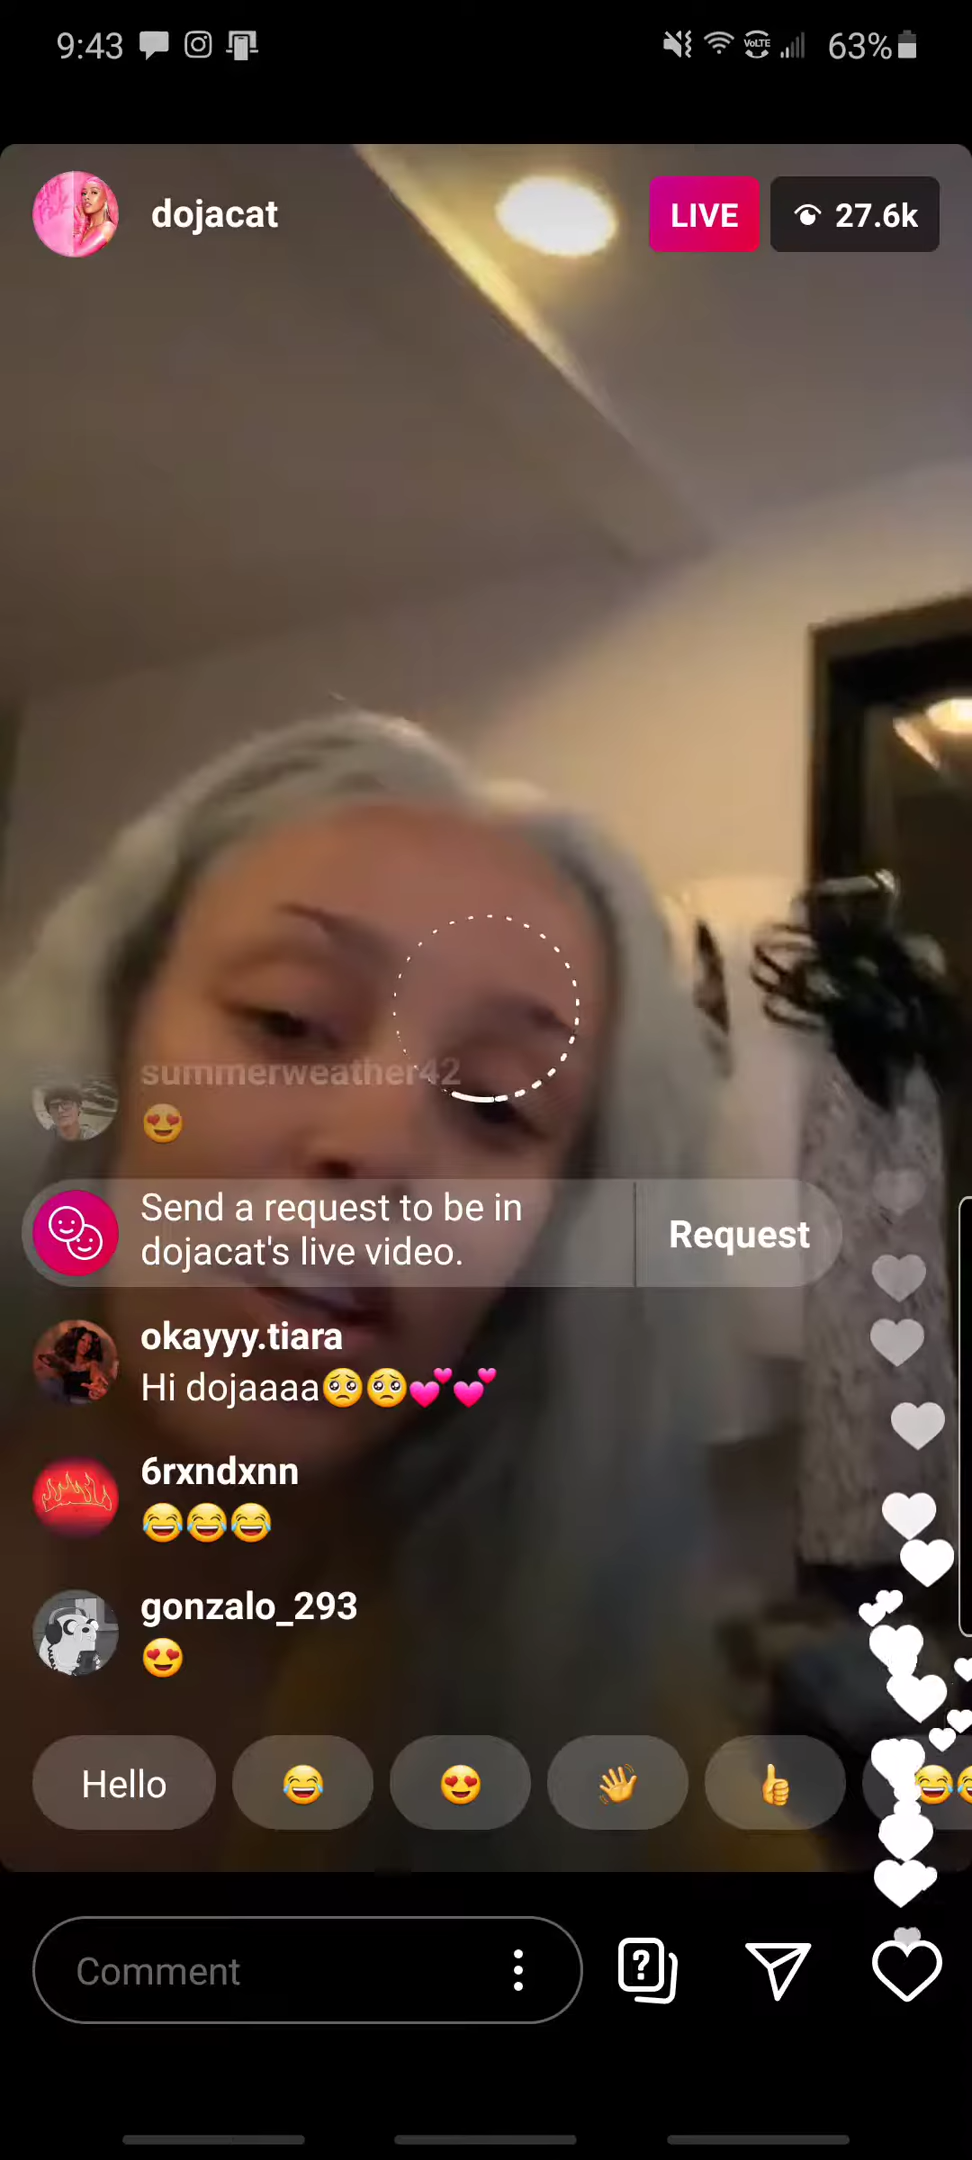 9:43
VoLTE
63%
dojacat
LIVE
27.6k
summerweather42
😍
Send a request to be in
dojacat's live video.
Request
okayyy.tiara
Hi dojaaaa🥺🥺💕💕
6rxndxnn
😂😂😂
gonzalo_293
😍
Hello
😂
😍
👋
👍
Comment
?